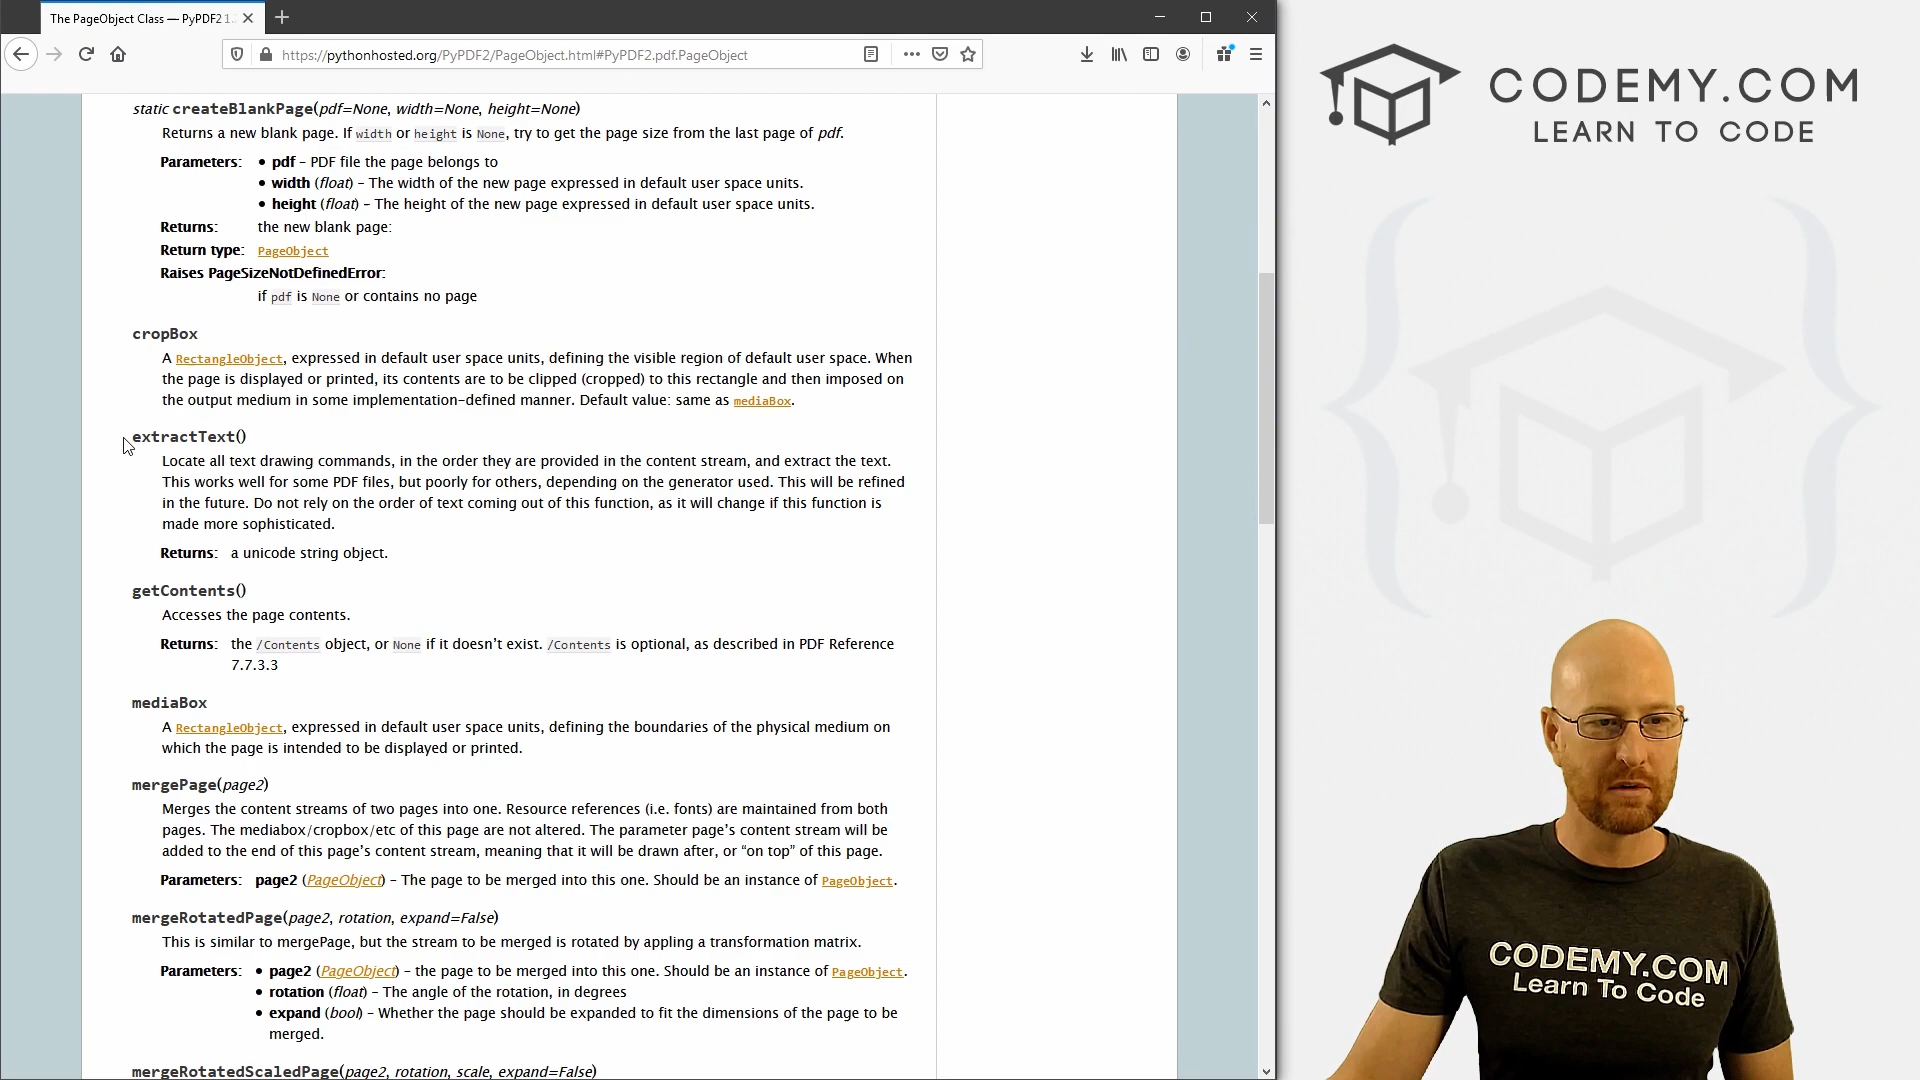 The PageObject Class — PyPDF2 1.
https://pythonhosted.org/PyPDF2/PageObject.html#PyPDF2.pdf.PageObject
static createBlankPage(pdf=None, width=None, height=None)
Returns a new blank page. If width or height is None, try to get the page size from the last page of pdf.
Parameters: • pdf – PDF file the page belongs to
• width (float) – The width of the new page expressed in default user space units.
• height (float) – The height of the new page expressed in default user space units.
Returns: the new blank page:
Return type: PageObject
Raises PageSizeNotDefinedError:
if pdf is None or contains no page
cropBox
A RectangleObject, expressed in default user space units, defining the visible region of default user space. When
the page is displayed or printed, its contents are to be clipped (cropped) to this rectangle and then imposed on
the output medium in some implementation-defined manner. Default value: same as mediaBox.
extractText()
Locate all text drawing commands, in the order they are provided in the content stream, and extract the text.
This works well for some PDF files, but poorly for others, depending on the generator used. This will be refined
in the future. Do not rely on the order of text coming out of this function, as it will change if this function is
made more sophisticated.
Returns: a unicode string object.
getContents()
Accesses the page contents.
Returns: the /Contents object, or None if it doesn’t exist. /Contents is optional, as described in PDF Reference
7.7.3.3
mediaBox
A RectangleObject, expressed in default user space units, defining the boundaries of the physical medium on
which the page is intended to be displayed or printed.
mergePage(page2)
Merges the content streams of two pages into one. Resource references (i.e. fonts) are maintained from both
pages. The mediabox/cropbox/etc of this page are not altered. The parameter page’s content stream will be
added to the end of this page’s content stream, meaning that it will be drawn after, or “on top” of this page.
Parameters: page2 (PageObject) – The page to be merged into this one. Should be an instance of PageObject.
mergeRotatedPage(page2, rotation, expand=False)
This is similar to mergePage, but the stream to be merged is rotated by appling a transformation matrix.
Parameters: • page2 (PageObject) – the page to be merged into this one. Should be an instance of PageObject.
• rotation (float) – The angle of the rotation, in degrees
• expand (bool) – Whether the page should be expanded to fit the dimensions of the page to be
merged.
mergeRotatedScaledPage(page2, rotation, scale, expand=False)
CODEMY.COM
LEARN TO CODE
CODEMY.COM
Learn To Code